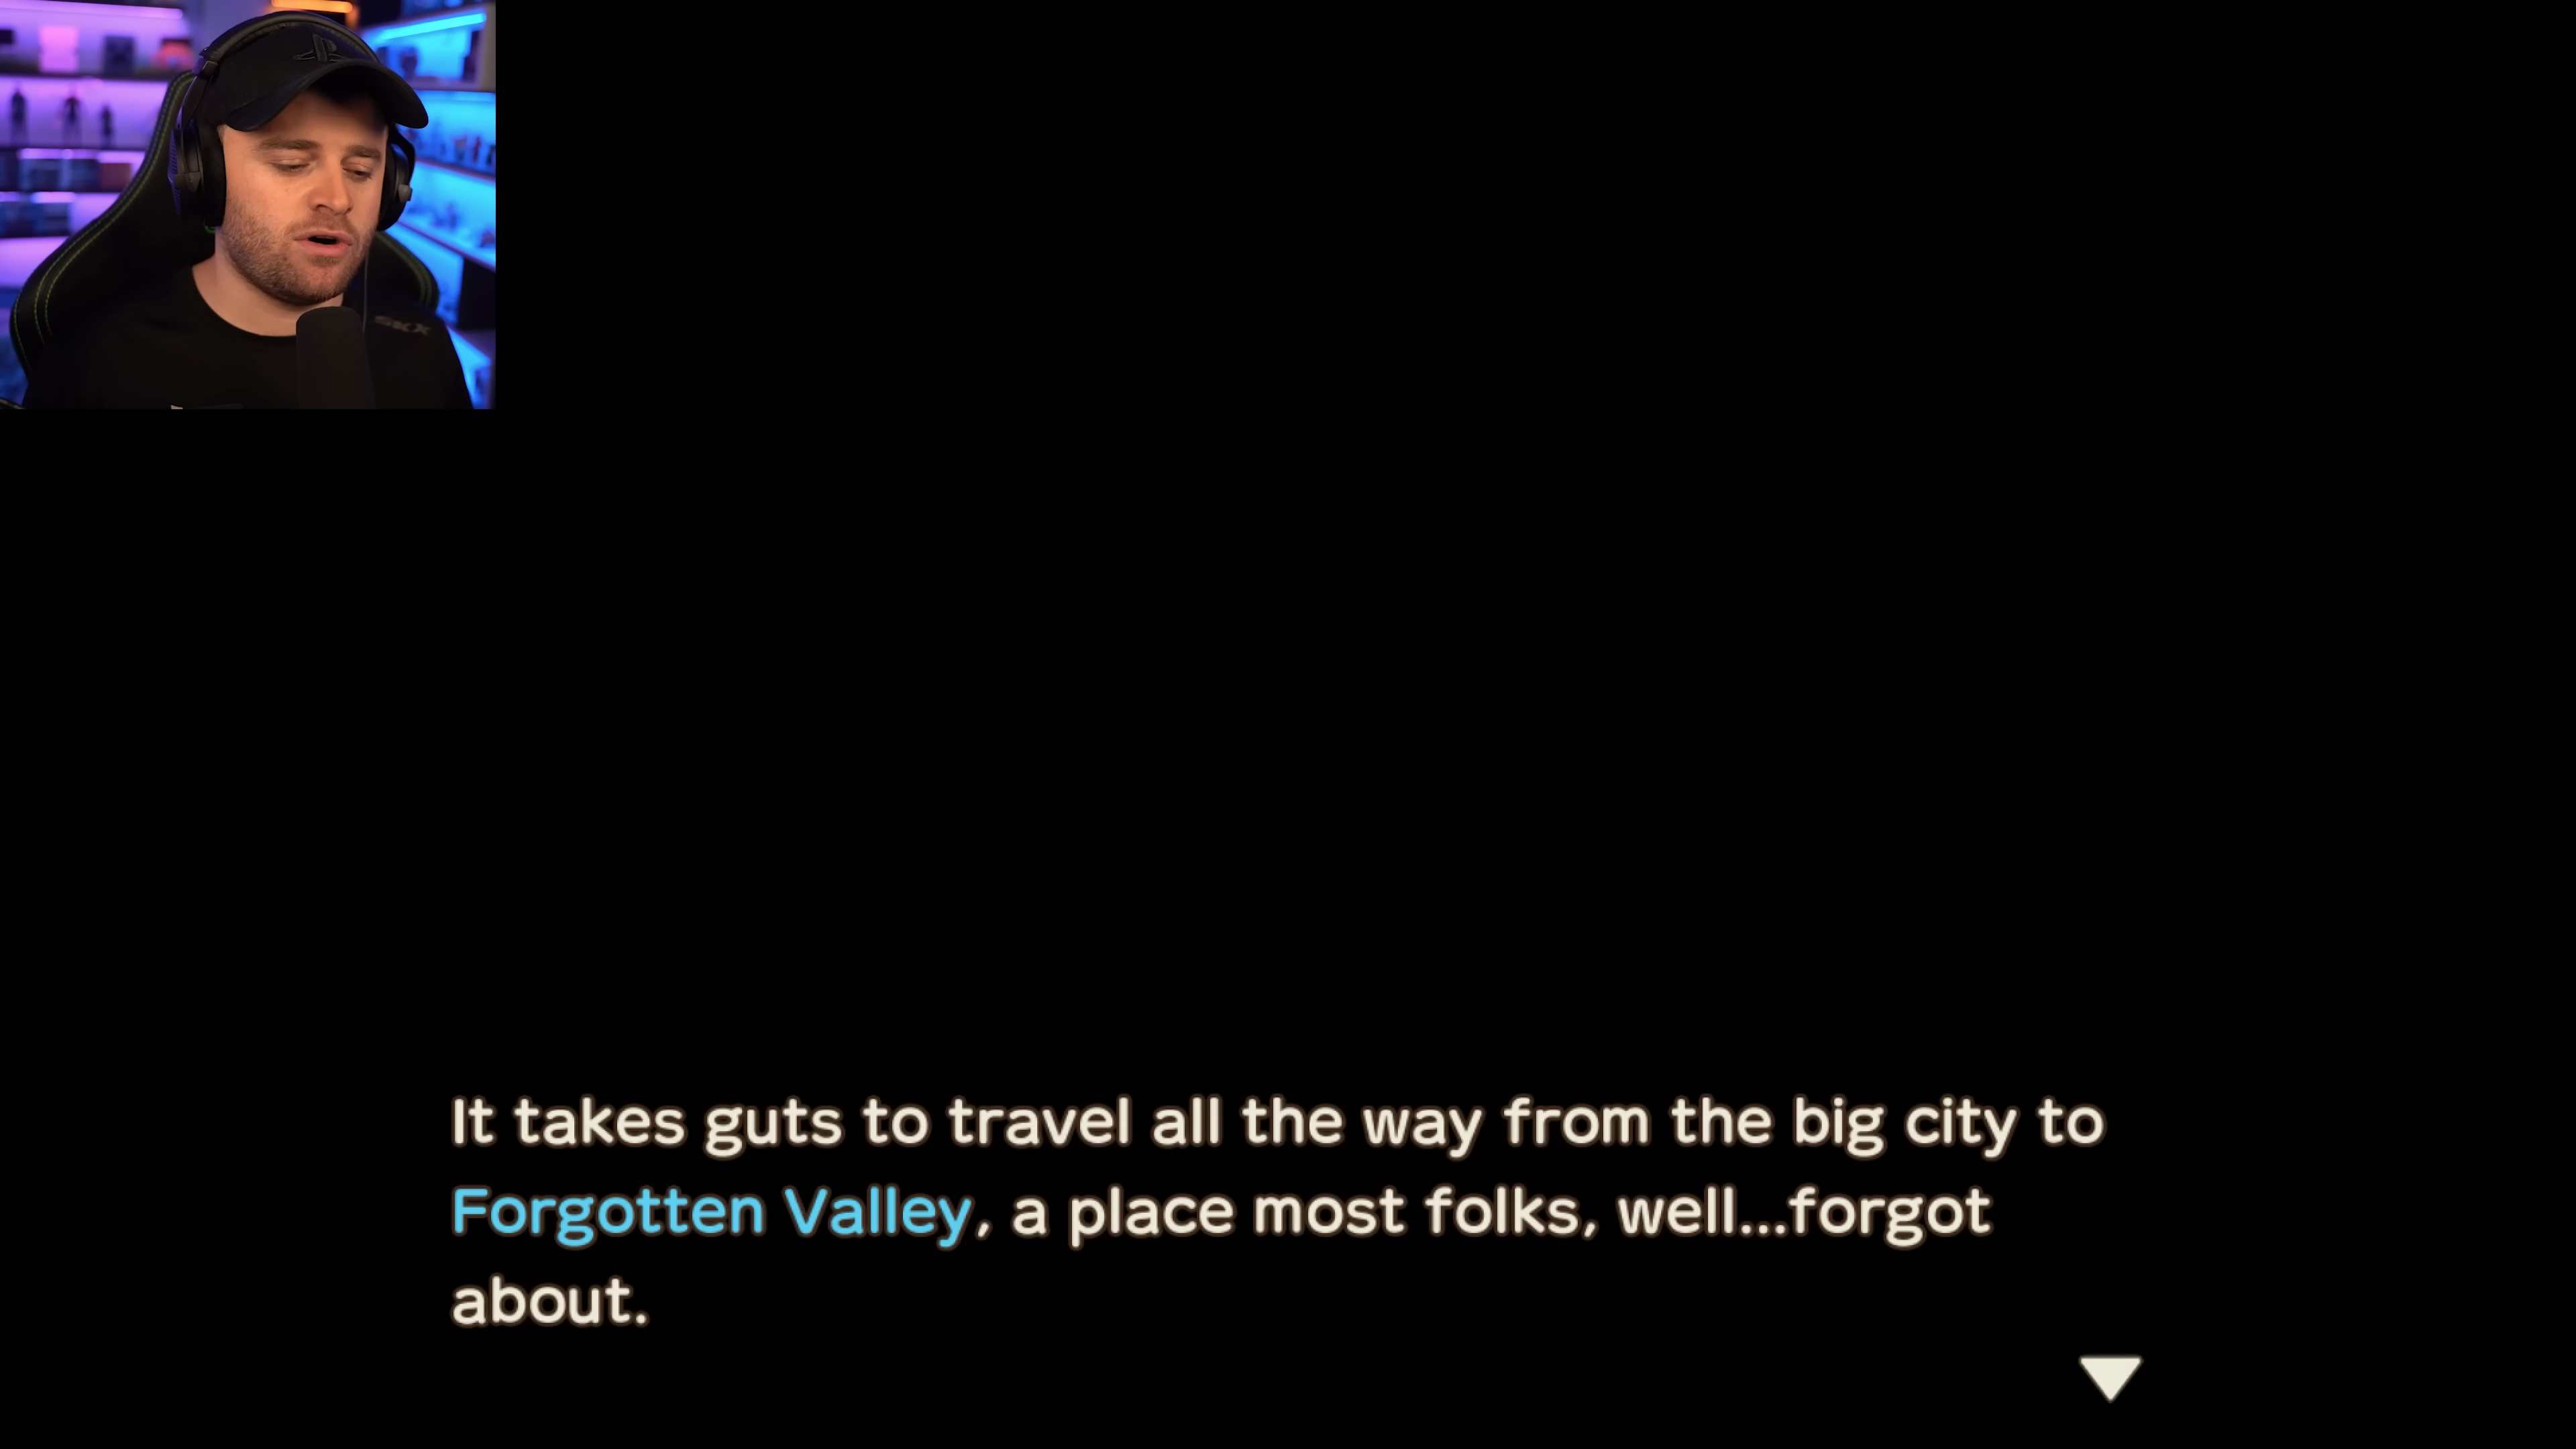 SKX
It takes guts to travel all the way from the big city to
Forgotten Valley, a place most folks, well...forgot
about.